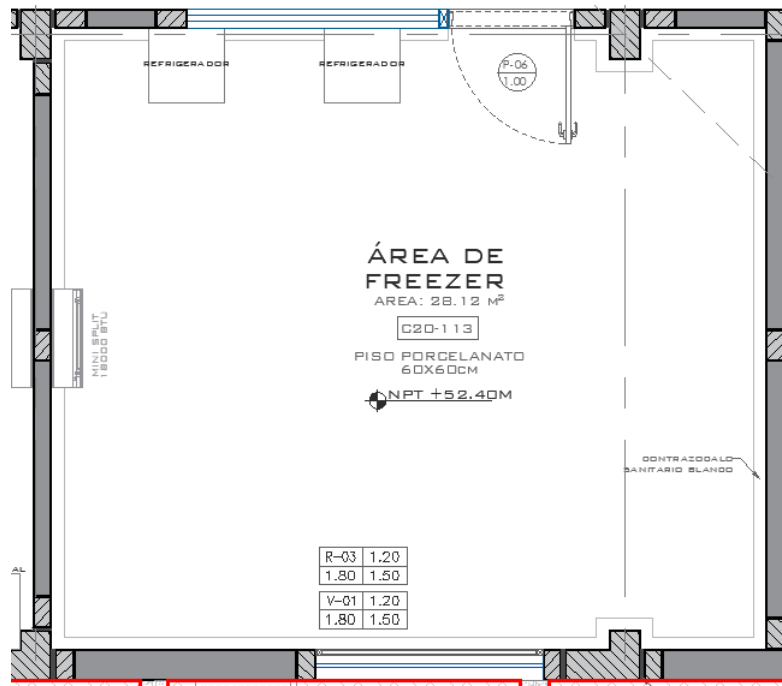 REFRIGERADOR
REFRIGERADOR
P-06
1.00
ÁREA DE
FREEZER
AREA: 28.12 M²
C20-113
PISO PORCELANATO
60X60CM
NPT +52.40M
MINI SPLIT
18000 BTU
CONTRAZOCALO
SANITARIO BLANCO
AL
R-03 1.20
1.80 1.50
V-01 1.20
1.80 1.50